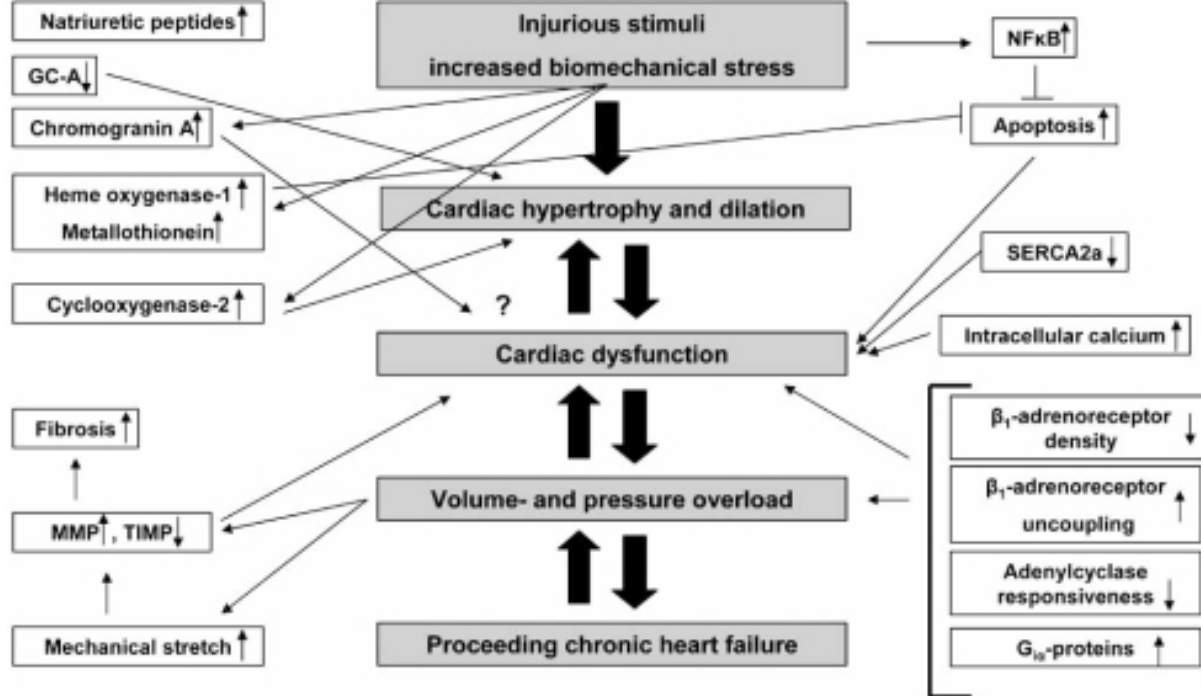 Natriuretic peptides
GC-A
Chromogranin A
Heme oxygenase-1
Metallothionein
Cyclooxygenase-2
Fibrosis
MMP , TIMP
Mechanical stretch
Injurious stimuli
increased biomechanical stress
Cardiac hypertrophy and dilation
?
Cardiac dysfunction
Volume- and pressure overload
Proceeding chronic heart failure
NFκB
Apoptosis
SERCA2a
Intracellular calcium
β₁-adrenoreceptor
density
β₁-adrenoreceptor
uncoupling
Adenylcyclase
responsiveness
Giα-proteins